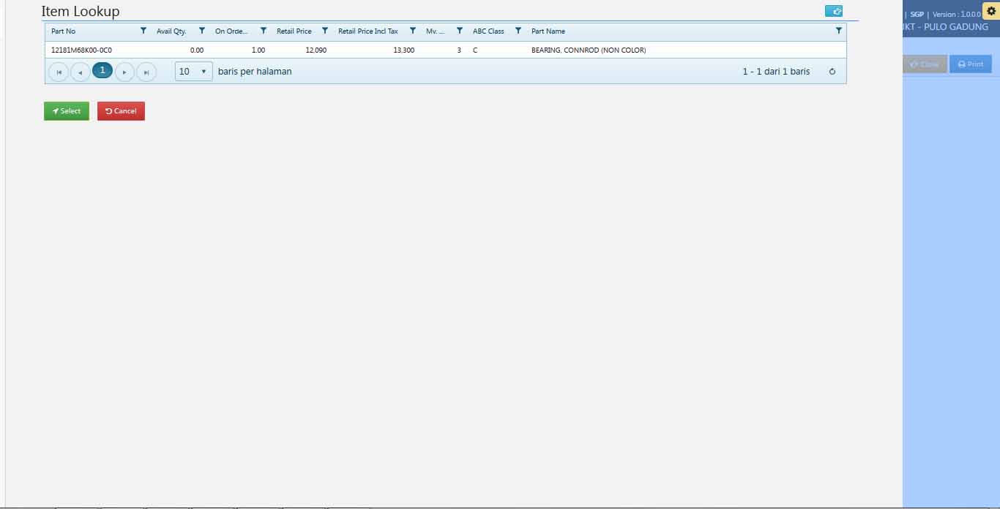 Item Lookup
| SGP | Version : 1.0.0.0
JKT - PULO GADUNG
Part No Avail Qty. On Orde... Retail Price Retail Price Incl Tax Mv. ... ABC Class Part Name
12181M68K00-0C0 0.00 1.00 12,090 13,300 3 C BEARING, CONNROD (NON COLOR)
1 10 baris per halaman 1 - 1 dari 1 baris
Close Print
Select Cancel